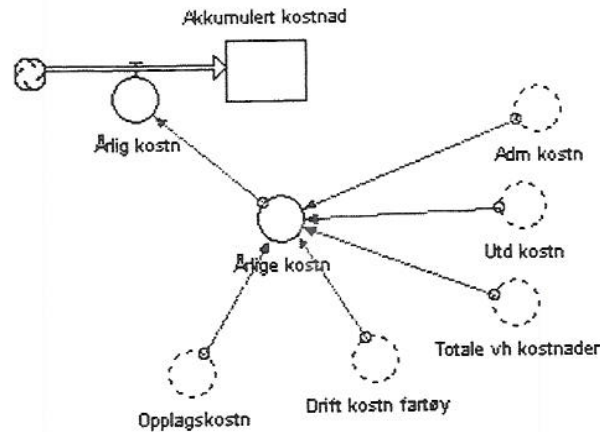 Akkumulert kostnad
Årlig kostn
Adm kostn
Utd kostn
Årlige kostn
Totale vh kostnader
Drift kostn fartøy
Opplagskostn